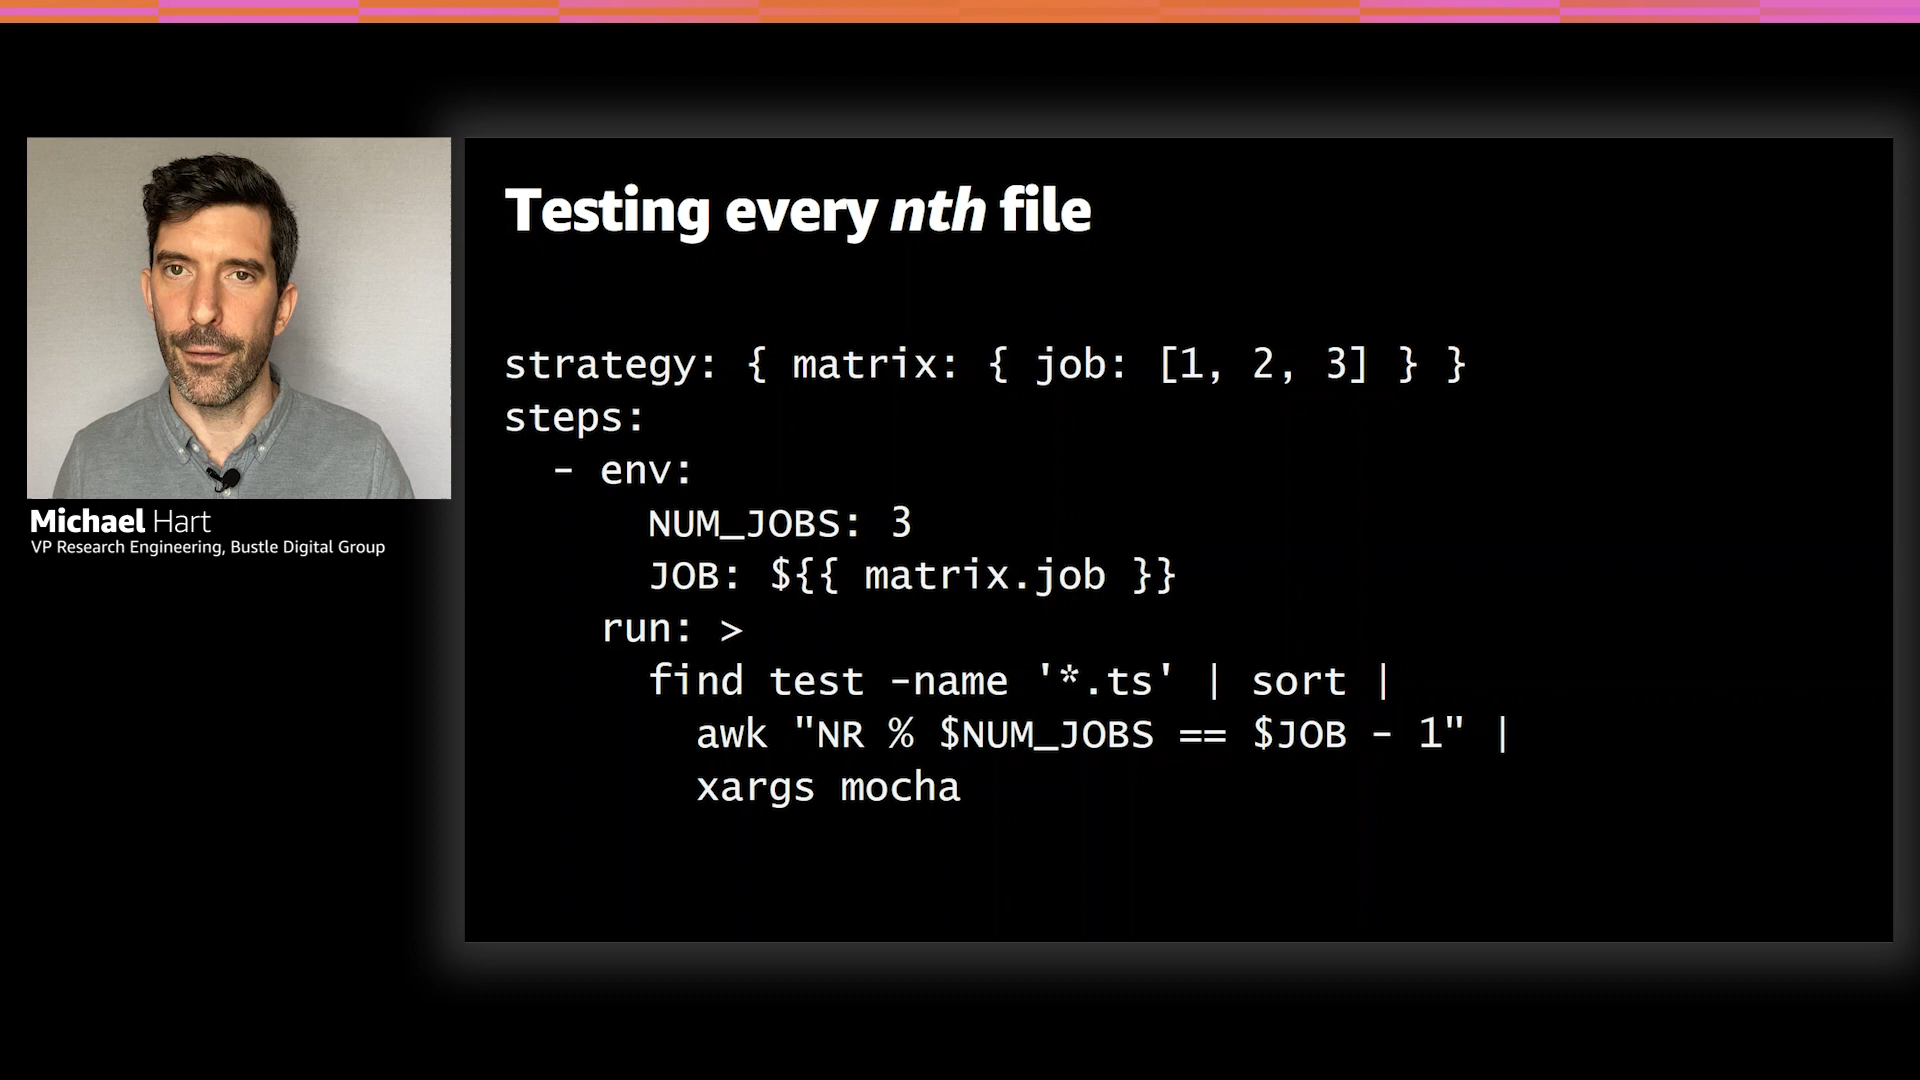 Testing every nth file
strategy: { matrix: { job: [1, 2, 3] } }
steps:
  - env:
      NUM_JOBS: 3
      JOB: ${{ matrix.job }}
    run: >
      find test -name '*.ts' | sort |
        awk "NR % $NUM_JOBS == $JOB - 1" |
        xargs mocha
Michael Hart
VP Research Engineering, Bustle Digital Group